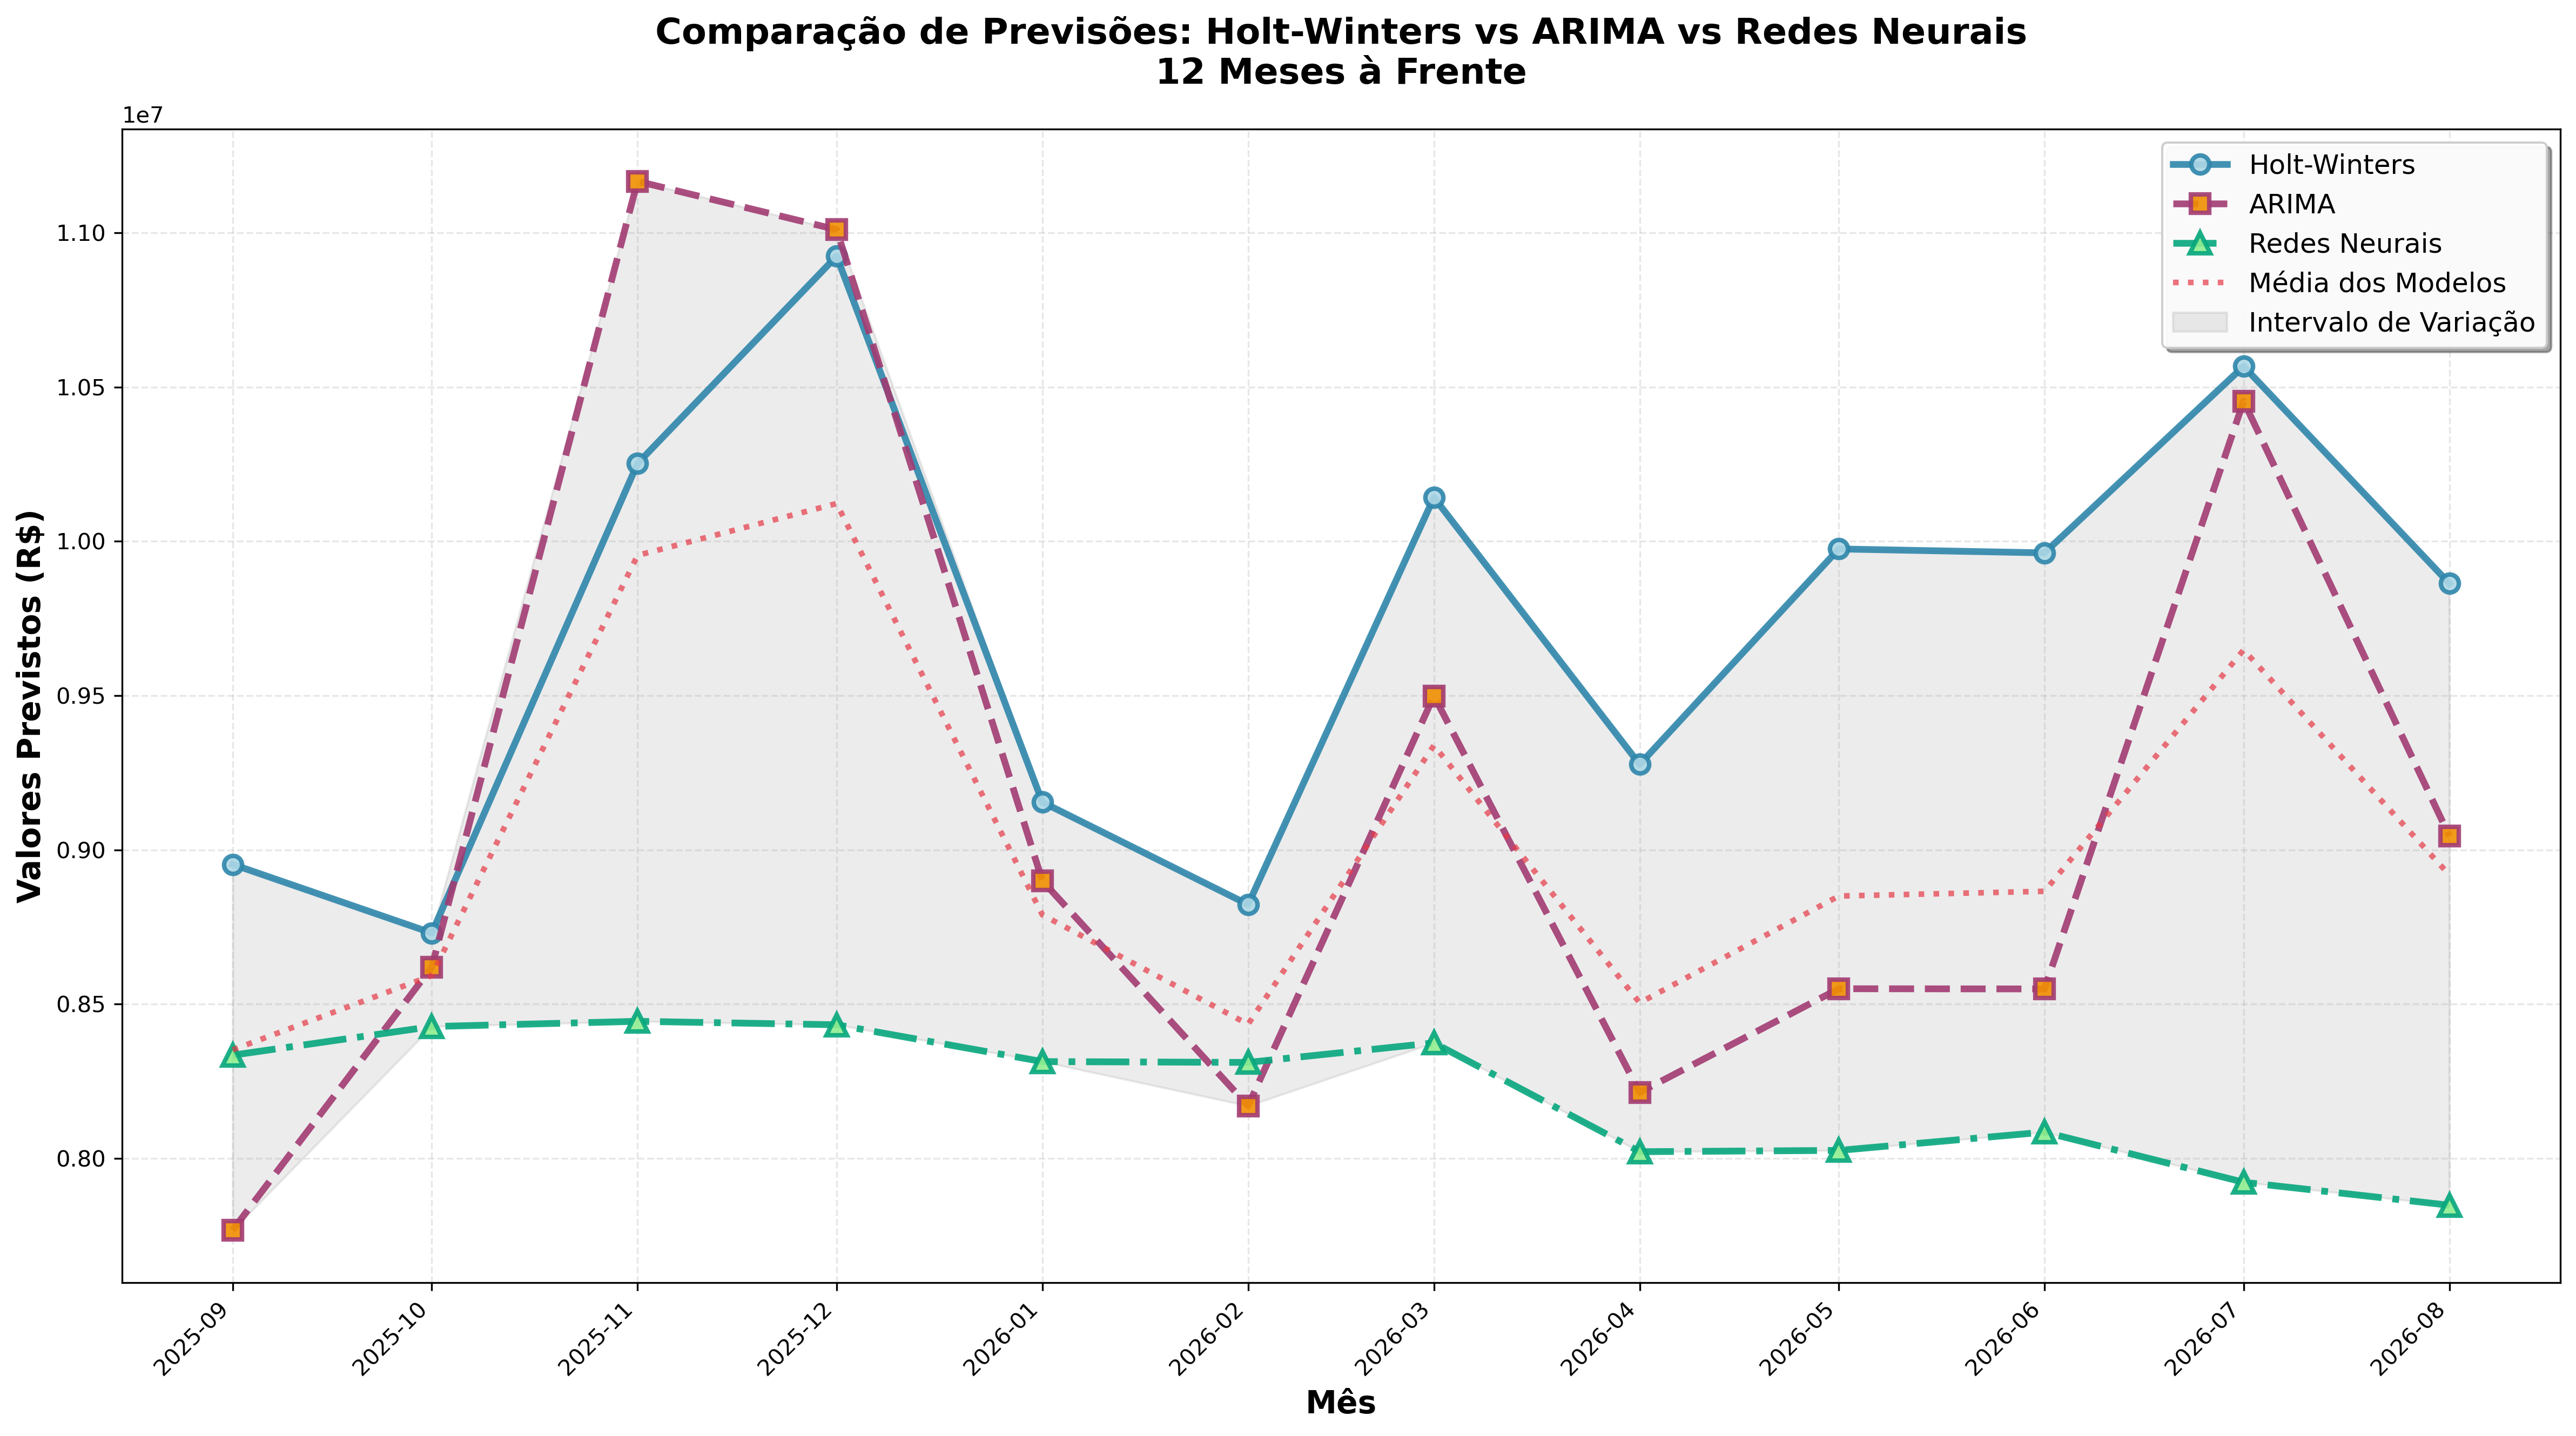 Comparação de Previsões: Holt-Winters vs ARIMA vs Redes Neurais
12 Meses à Frente
1e7
Holt-Winters
ARIMA
Redes Neurais
Média dos Modelos
Intervalo de Variação
1.10
1.05
1.00
0.95
0.90
0.85
0.80
Valores Previstos (R$)
2025-09
2025-10
2025-11
2025-12
2026-01
2026-02
2026-03
2026-04
2026-05
2026-06
2026-07
2026-08
Mês